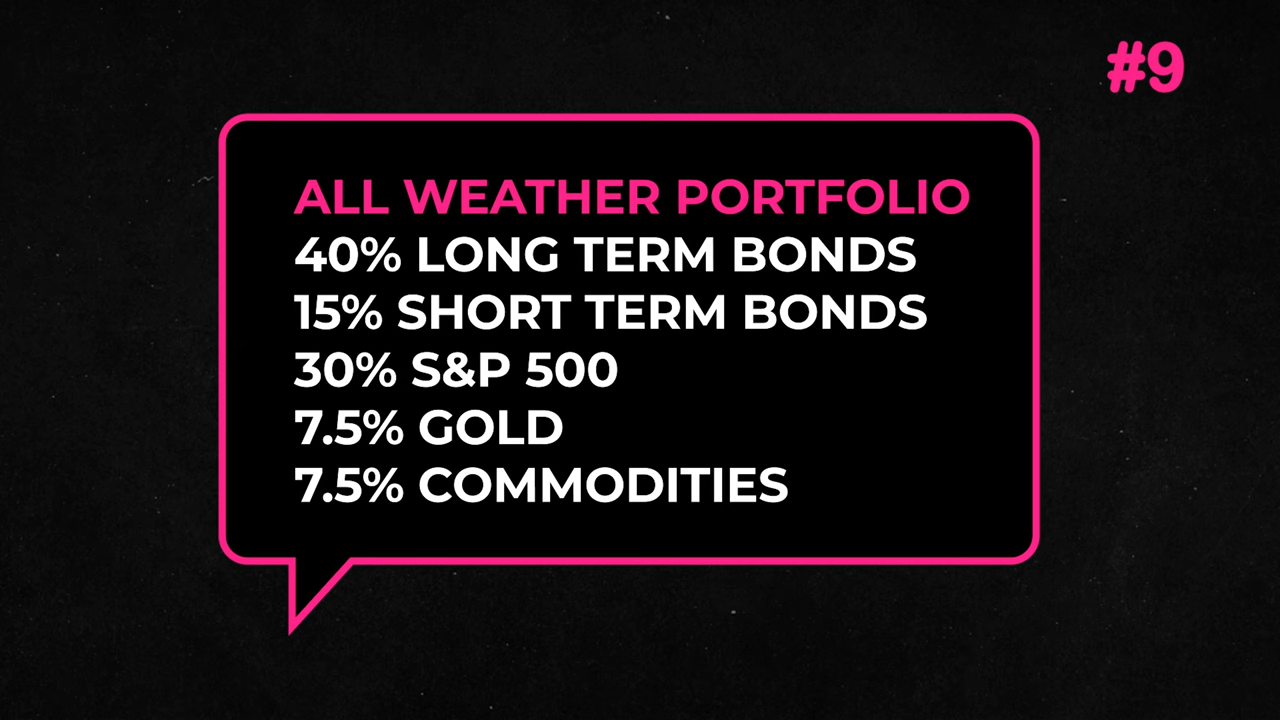 #9
ALL WEATHER PORTFOLIO
40% LONG TERM BONDS
15% SHORT TERM BONDS
30% S&P 500
7.5% GOLD
7.5% COMMODITIES